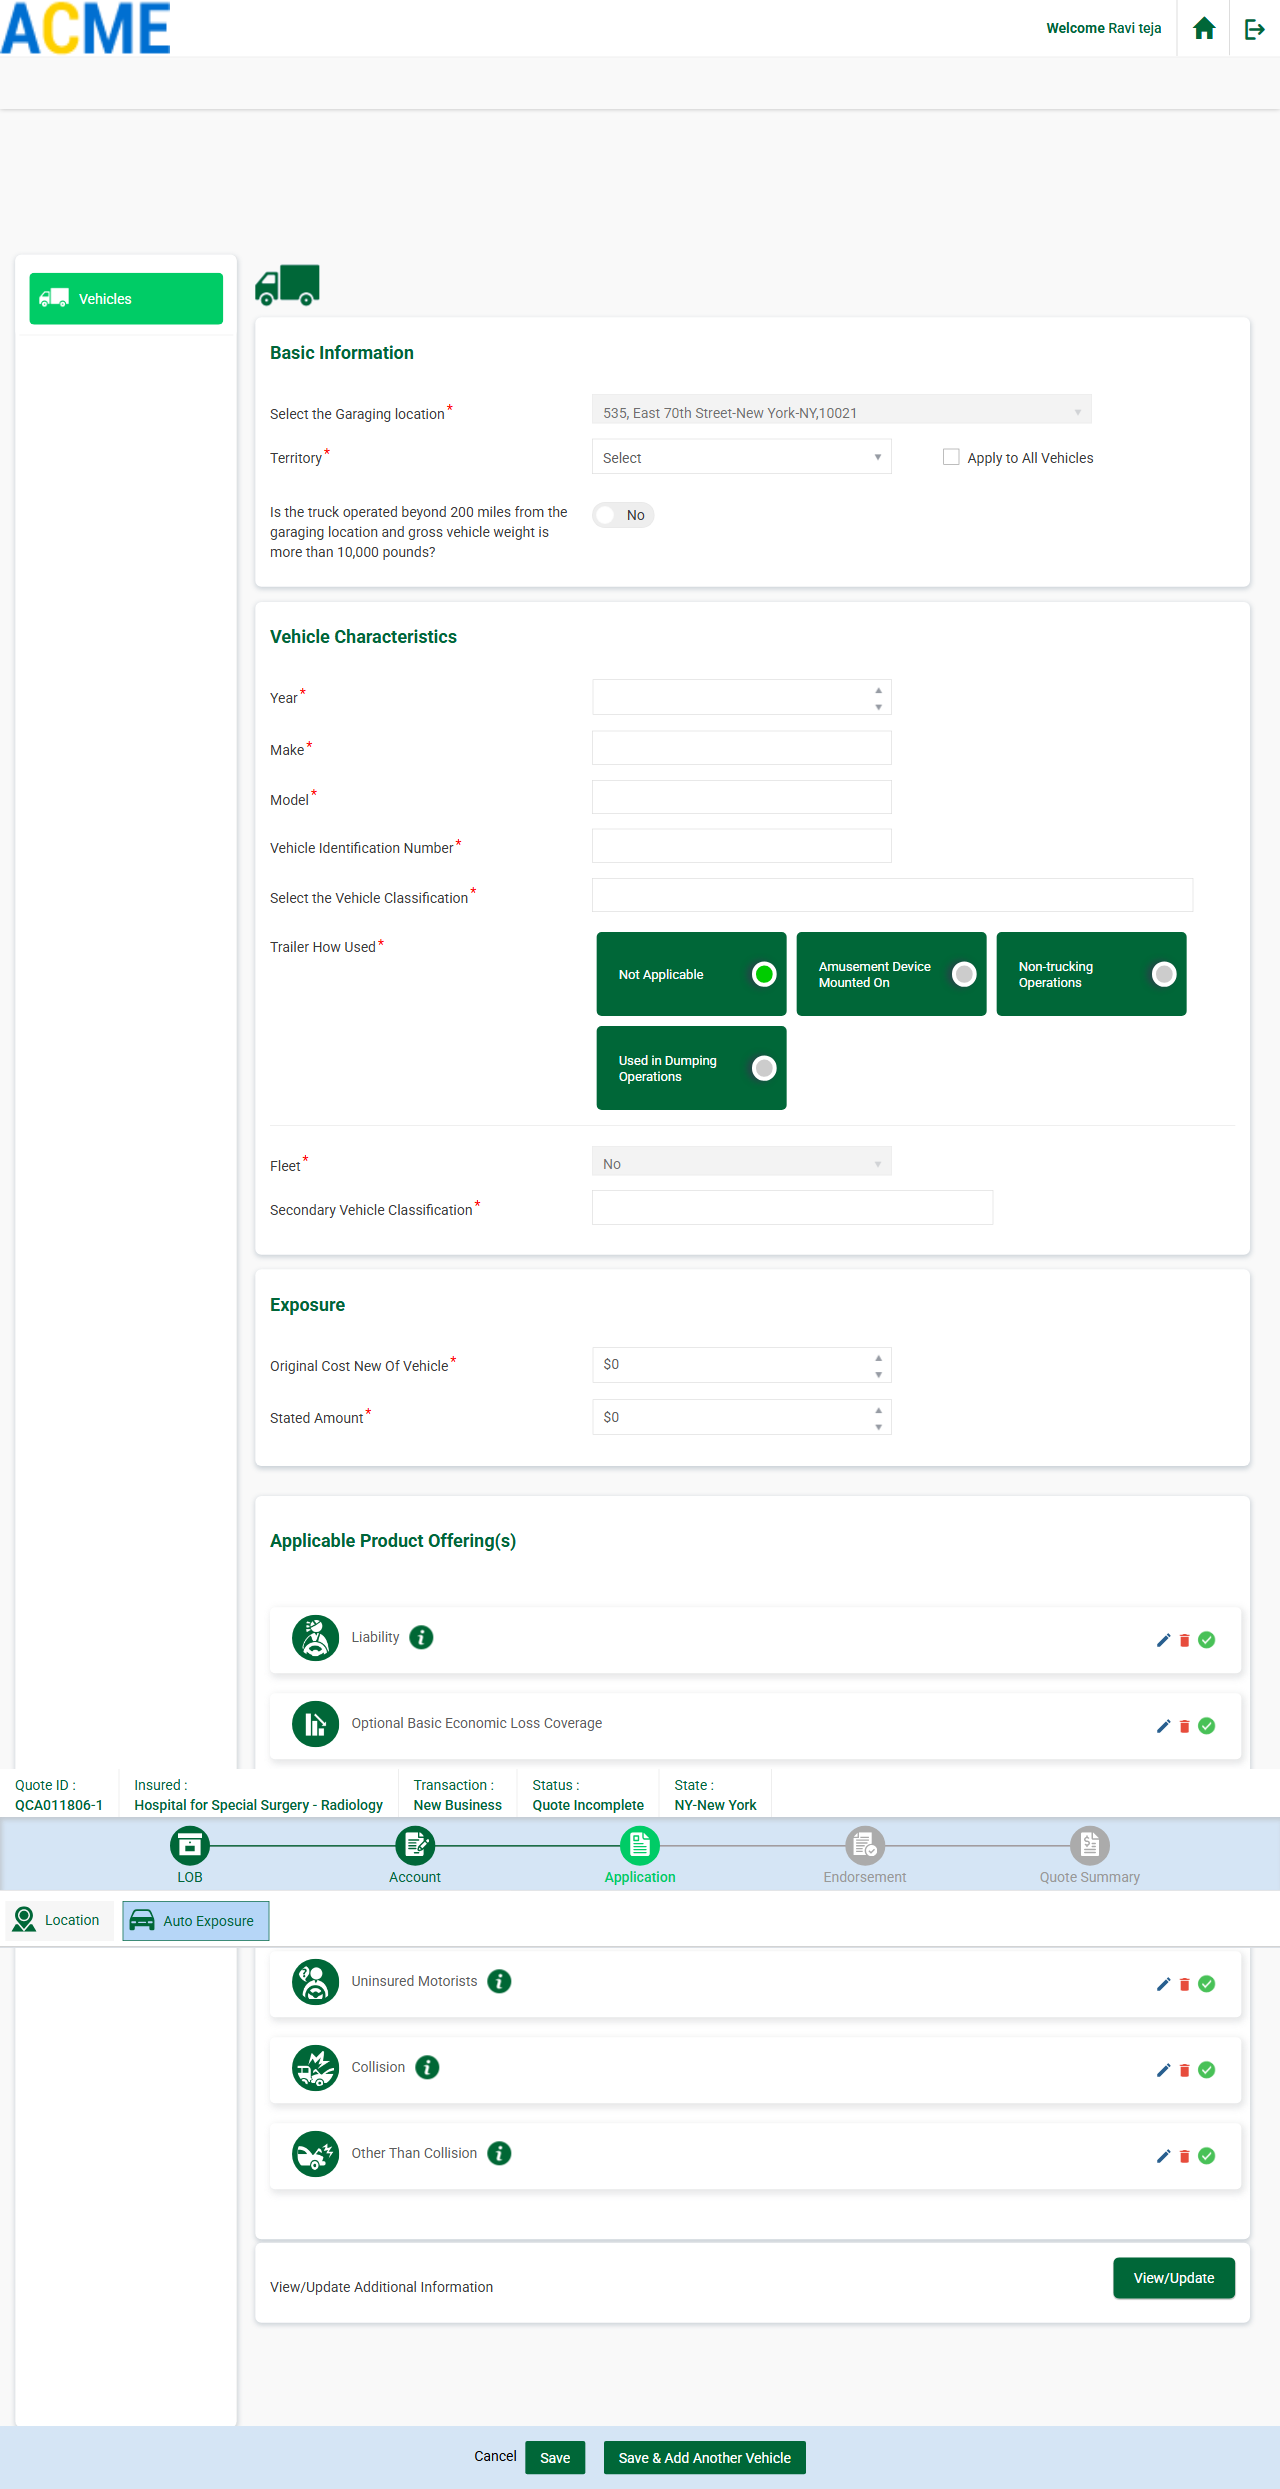 ACME
Welcome Ravi teja
Vehicles
Basic Information
Select the Garaging location*
535, East 70th Street-New York-NY,10021
Territory*
Select
Apply to All Vehicles
Is the truck operated beyond 200 miles from the
garaging location and gross vehicle weight is
more than 10,000 pounds?
No
Vehicle Characteristics
Year*
Make*
Model*
Vehicle Identification Number*
Select the Vehicle Classification*
Trailer How Used*
Not Applicable
Amusement Device
Mounted On
Non-trucking
Operations
Used in Dumping
Operations
Fleet*
No
Secondary Vehicle Classification*
Exposure
Original Cost New Of Vehicle*
$0
Stated Amount*
$0
Applicable Product Offering(s)
Liability
Optional Basic Economic Loss Coverage
Quote ID :
QCA011806-1
Insured :
Hospital for Special Surgery - Radiology
Transaction :
New Business
Status :
Quote Incomplete
State :
NY-New York
LOB
Account
Application
Endorsement
Quote Summary
Location
Auto Exposure
Uninsured Motorists
Collision
Other Than Collision
View/Update Additional Information
View/Update
Cancel
Save
Save & Add Another Vehicle